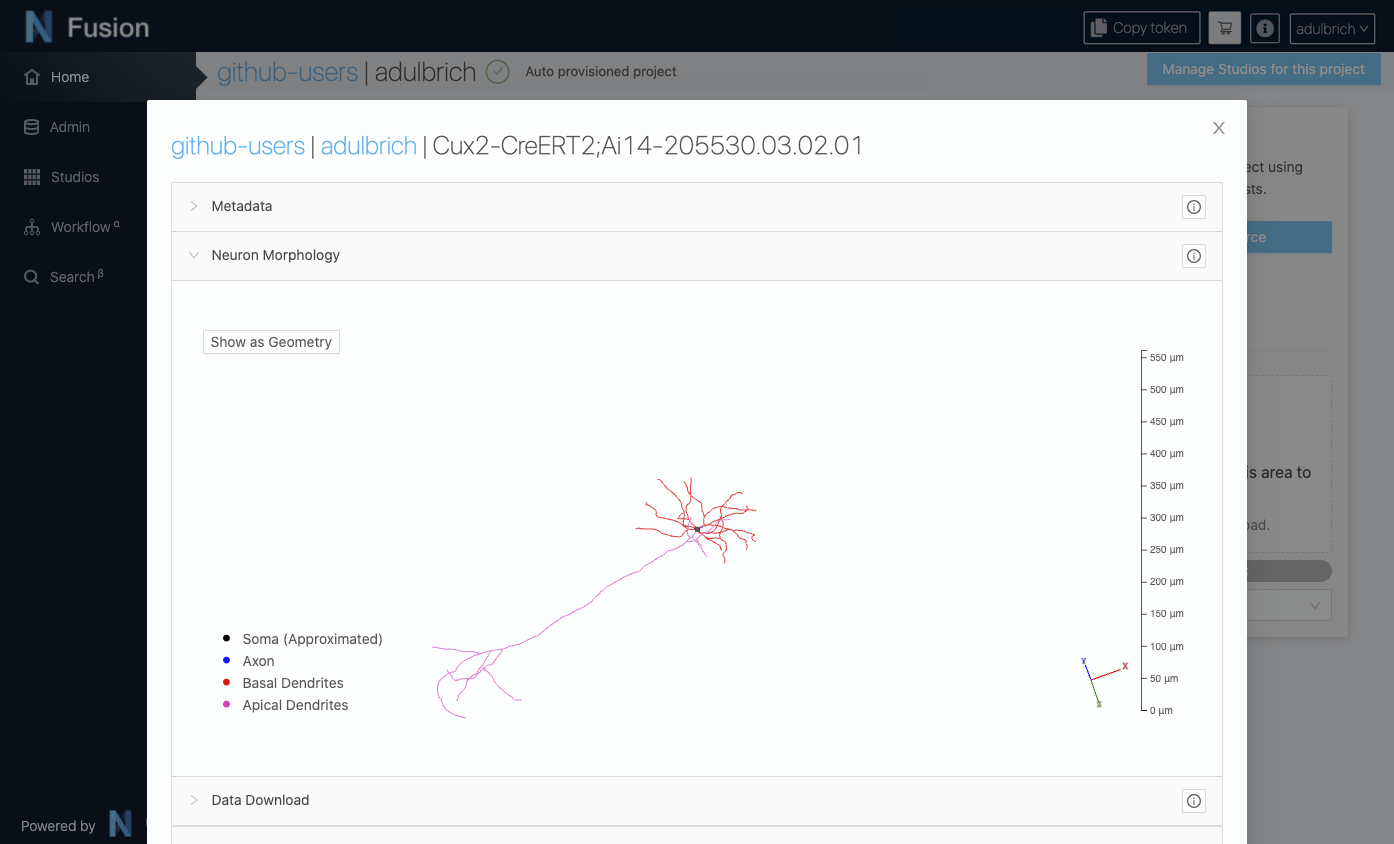 Fusion
Copy token
adulbrich
Home
github-users | adulbrich
Auto provisioned project
Manage Studios for this project
Admin
Studios
Workflow α
Search β
github-users | adulbrich | Cux2-CreERT2;Ai14-205530.03.02.01
ect using
sts.
rce
Metadata
Neuron Morphology
Show as Geometry
550 µm
500 µm
450 µm
400 µm
350 µm
300 µm
250 µm
200 µm
150 µm
100 µm
50 µm
0 µm
is area to
oad.
Soma (Approximated)
Axon
Basal Dendrites
Apical Dendrites
Y
X
Z
Data Download
Powered by